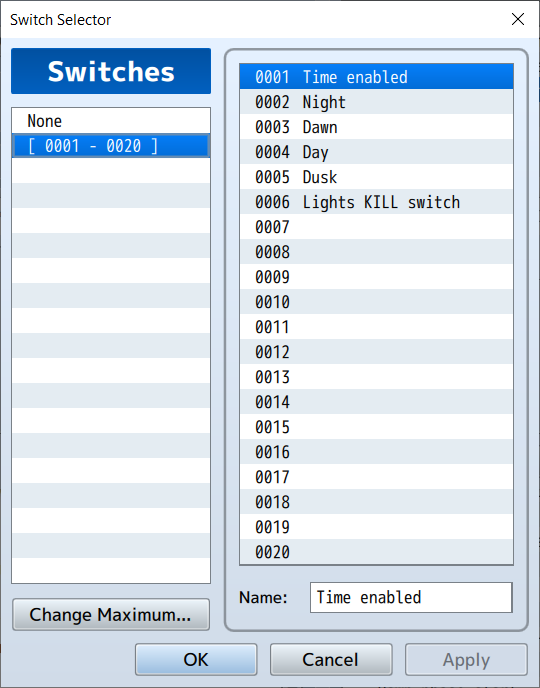 Switch Selector
Switches
None
[ 0001 - 0020 ]
Change Maximum...
0001 Time enabled
0002 Night
0003 Dawn
0004 Day
0005 Dusk
0006 Lights KILL switch
0007
0008
0009
0010
0011
0012
0013
0014
0015
0016
0017
0018
0019
0020
Name: Time enabled
OK Cancel Apply